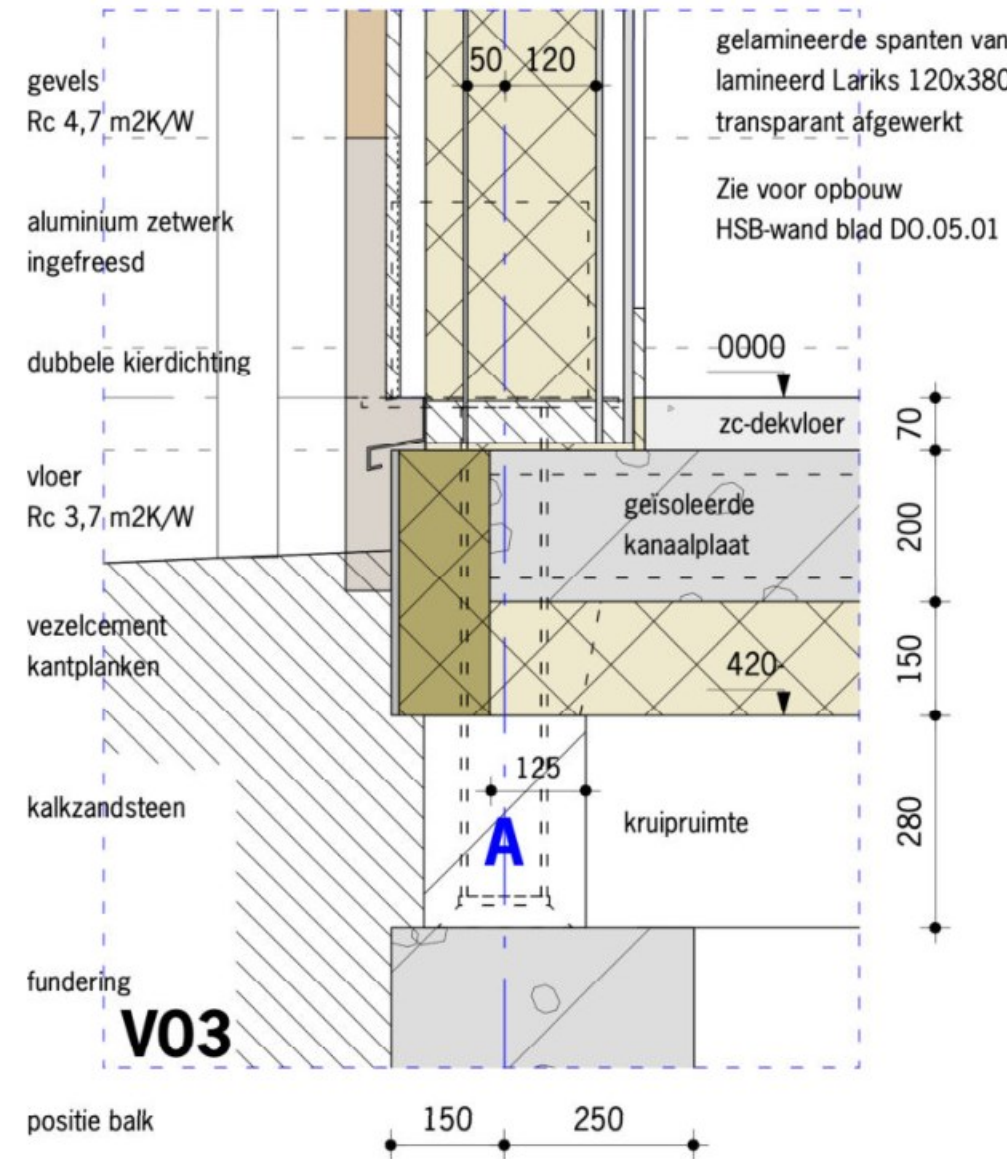 gevels
Rc 4,7 m2K/W
aluminium zetwerk
ingefreesd
dubbele kierdichting
vloer
Rc 3,7 m2K/W
vezelcement
kantplanken
kalkzandsteen
fundering
V03
positie balk
50 120
gelamineerde spanten van
lamineerd Lariks 120x380
transparant afgewerkt
Zie voor opbouw
HSB-wand blad DO.05.01
0000
zc-dekvloer
70
geïsoleerde
kanaalplaat
200
420-
150
125
A
kruipruimte
280
150 250